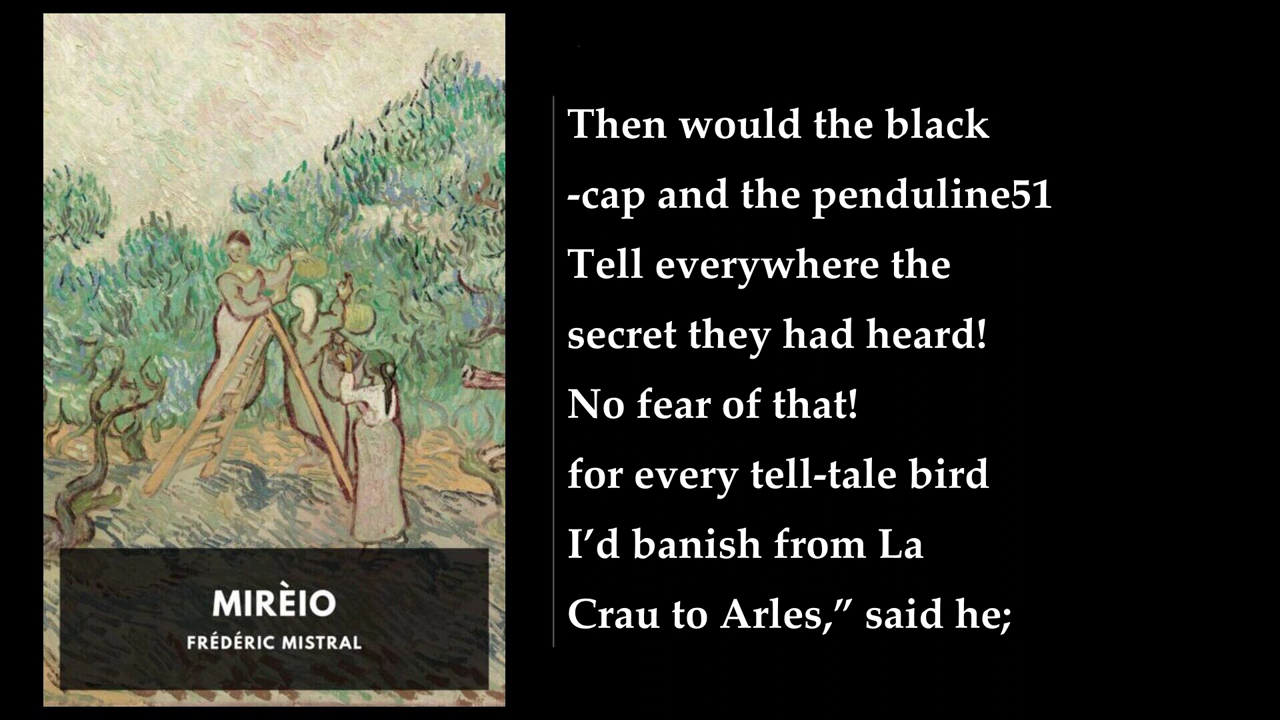 MIRÈIO
FRÉDÉRIC MISTRAL
Then would the black
-cap and the penduline51
Tell everywhere the
secret they had heard!
No fear of that!
for every tell-tale bird
I’d banish from La
Crau to Arles,” said he;